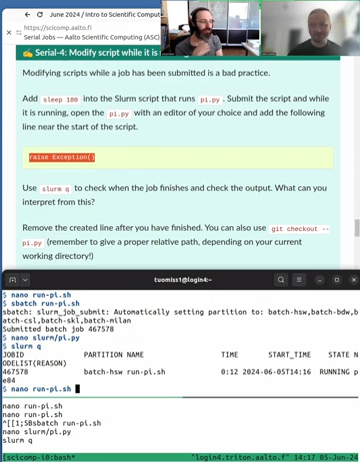 June 2024 / Intro to Scientific Comput
https://scicomp.aalto.fi
Serial Jobs — Aalto Scientific Computing (ASC)
Serial-4: Modify script while it is
Modifying scripts while a job has been submitted is a bad practice.
Add sleep 180 into the Slurm script that runs pi.py. Submit the script and while
it is running, open the pi.py with an editor of your choice and add the following
line near the start of the script.
raise Exception()
Use slurm q to check when the job finishes and check the output. What can you
interpret from this?
Remove the created line after you have finished. You can also use git checkout --
pi.py (remember to give a proper relative path, depending on your current
working directory!)
tuomiss1@login4:~
$ nano run-pi.sh
$ sbatch run-pi.sh
sbatch: slurm_job_submit: Automatically setting partition to: batch-hsw,batch-bdw,b
atch-csl,batch-skl,batch-milan
Submitted batch job 467578
$ nano slurm/pi.py
$ slurm q
JOBID PARTITION NAME TIME START_TIME STATE N
ODELIST(REASON)
467578 batch-hsw run-pi.sh 0:12 2024-06-05T14:16 RUNNING p
e84
$ nano run-pi.sh
nano run-pi.sh
nano run-pi.sh
^[[1;5Bsbatch run-pi.sh
nano slurm/pi.py
slurm q
[scicomp-i0:bash* "login4.triton.aalto.f" 14:17 05-Jun-24